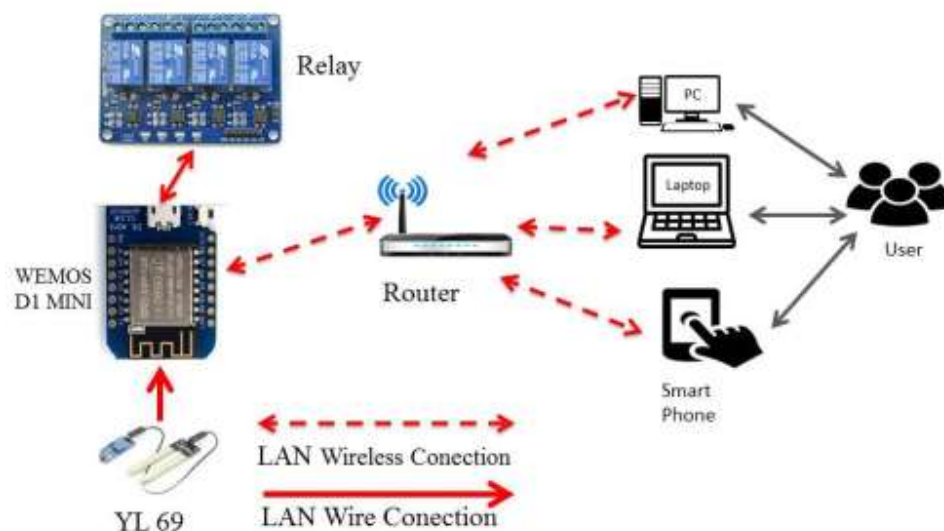 Relay
PC
Laptop
WEMOS
D1 MINI
Router
User
Smart
Phone
LAN Wireless Conection
YL 69
LAN Wire Conection